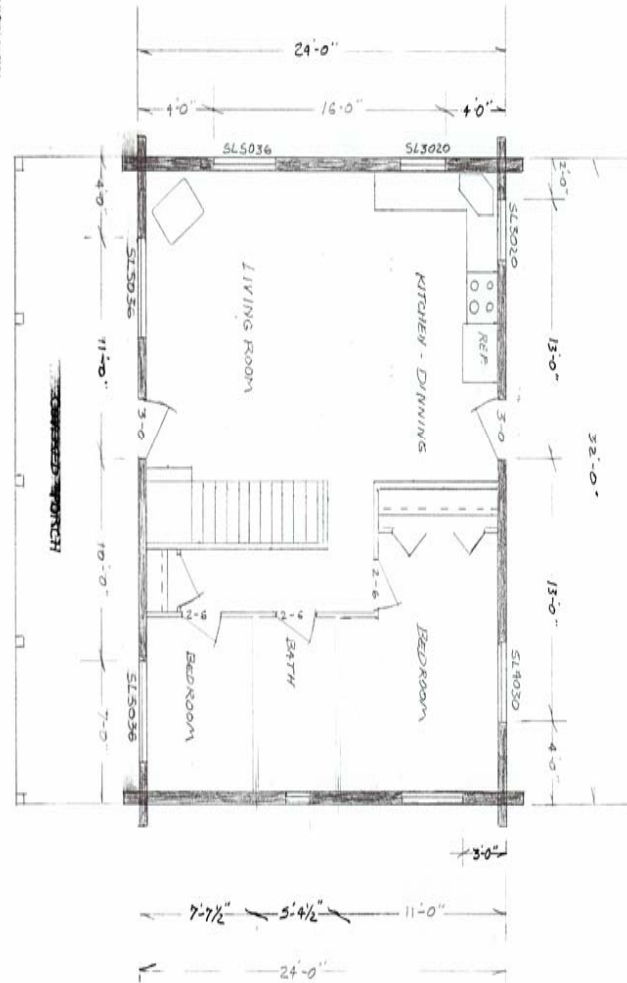 24'-0"
4'-0"
16'-0"
4'-0"
SL5036
SL3020
4'-0"
2'-0"
SL5036
SL3020
LIVING ROOM
KITCHEN - DINNING
REF.
11'-0"
13'-0"
32'-0"
3-0
3-0
COVERED PORCH
10'-0"
13'-0"
2-6
2-6
2-6
BEDROOM
BATH
BEDROOM
SL5036
SL4030
7'-0"
4'-0"
3'-0"
7'-7½"
5'-4½"
11'-0"
24'-0"